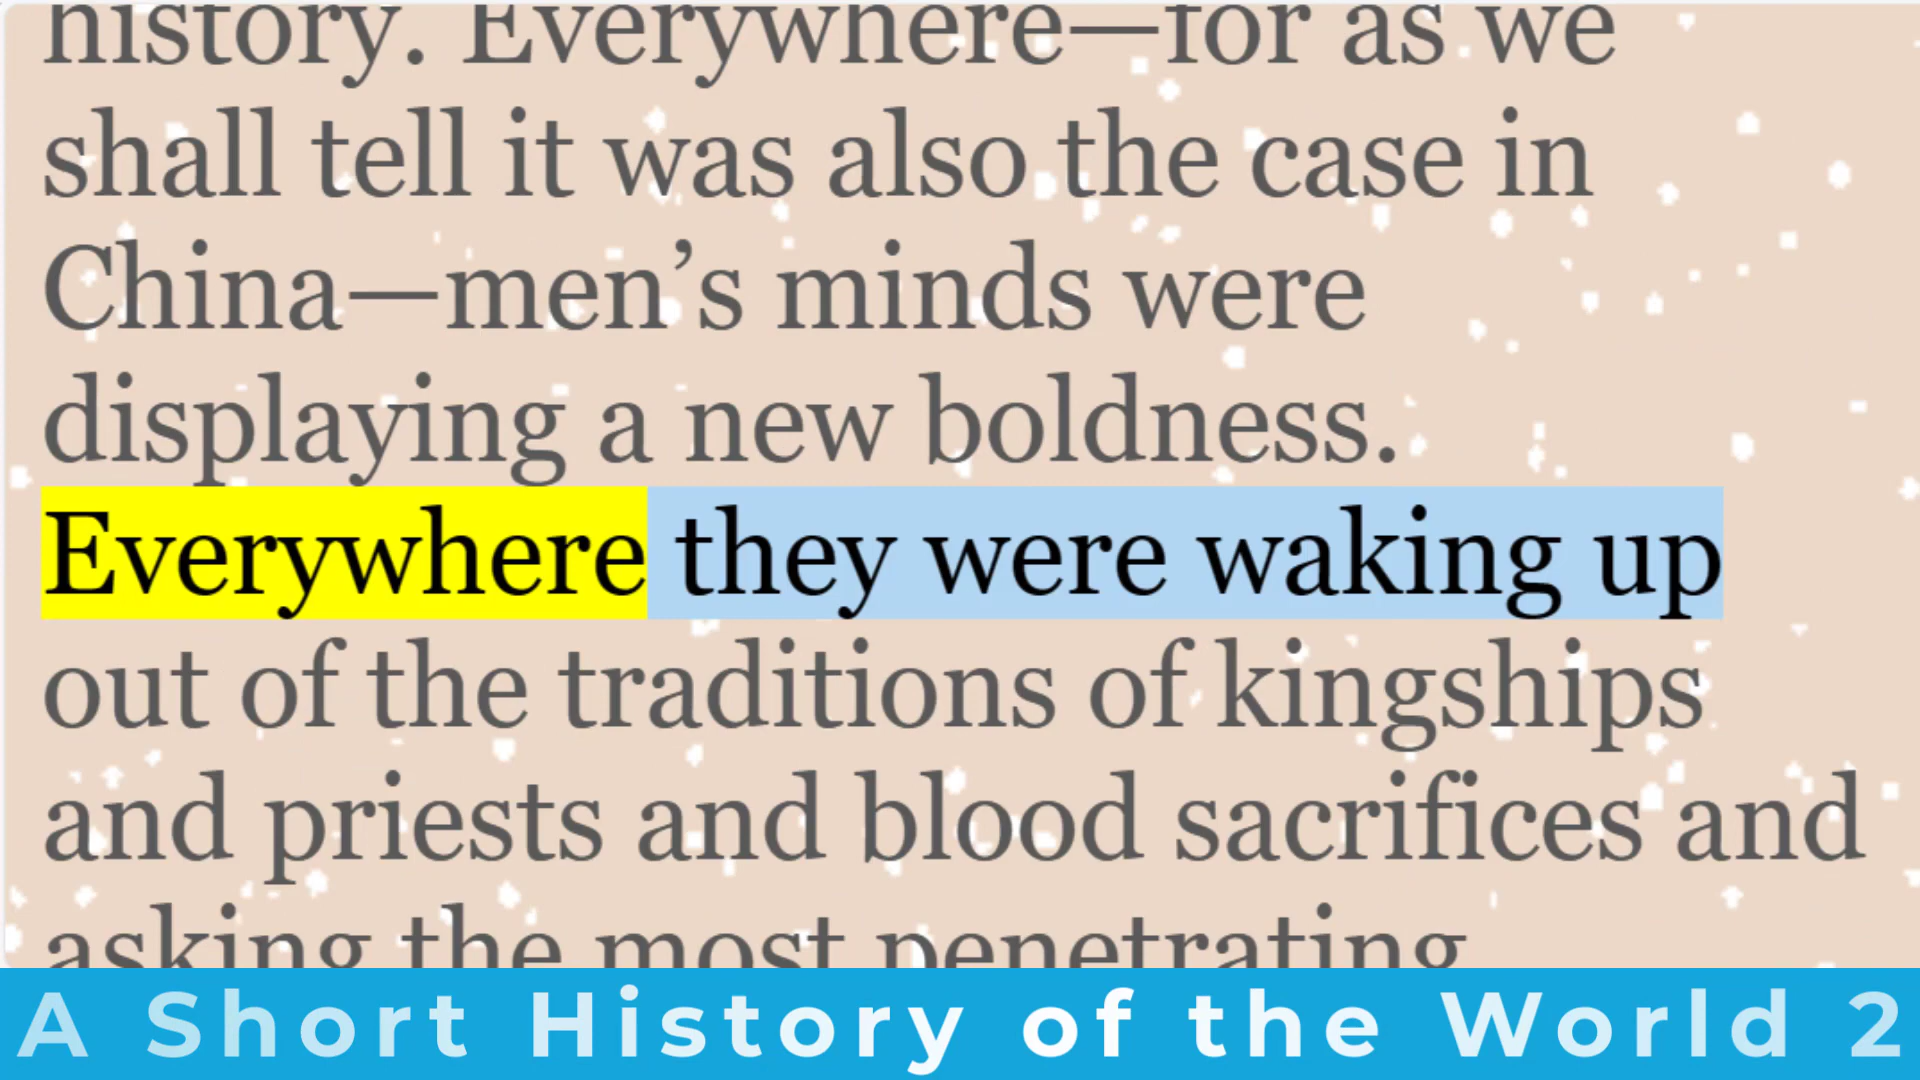 history. Everywhere—for as we
shall tell it was also the case in
China—men’s minds were
displaying a new boldness.
Everywhere they were waking up
out of the traditions of kingships
and priests and blood sacrifices and
asking the most penetrating
A Short History of the World 2